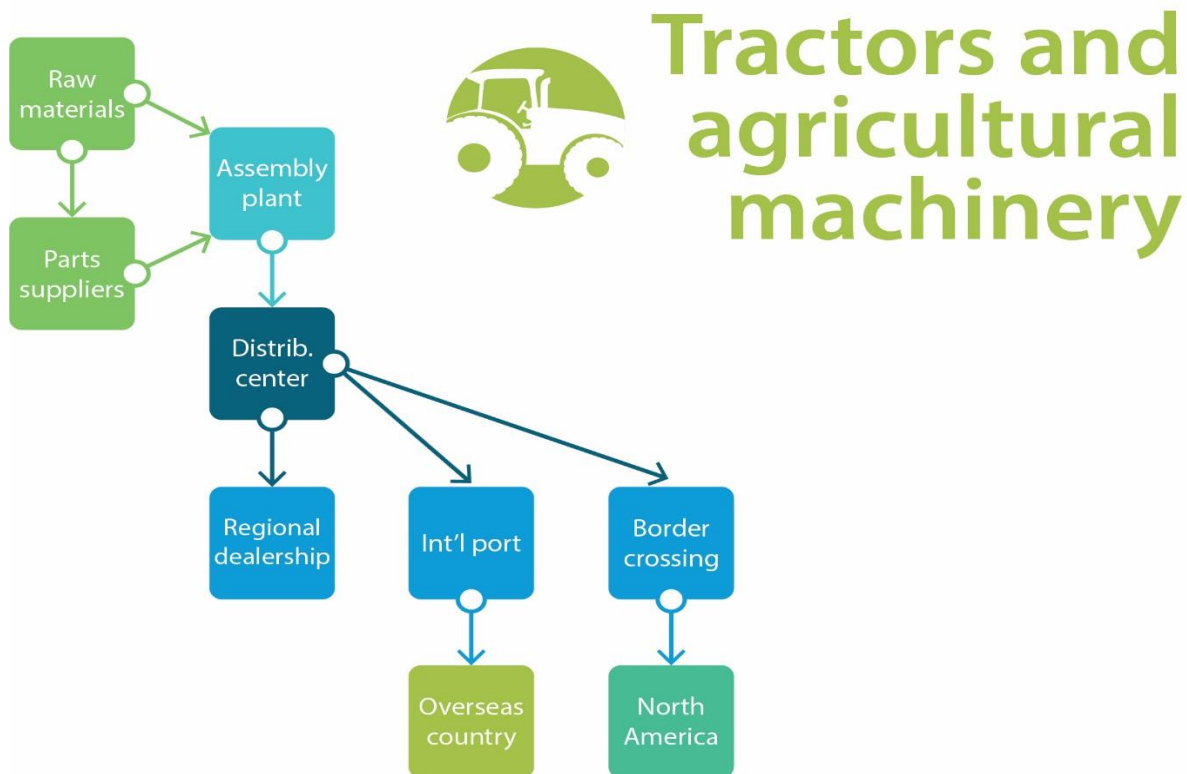 Tractors and
agricultural
machinery
Raw
materials
Assembly
plant
Parts
suppliers
Distrib.
center
Regional
dealership
Int'l port
Border
crossing
Overseas
country
North
America